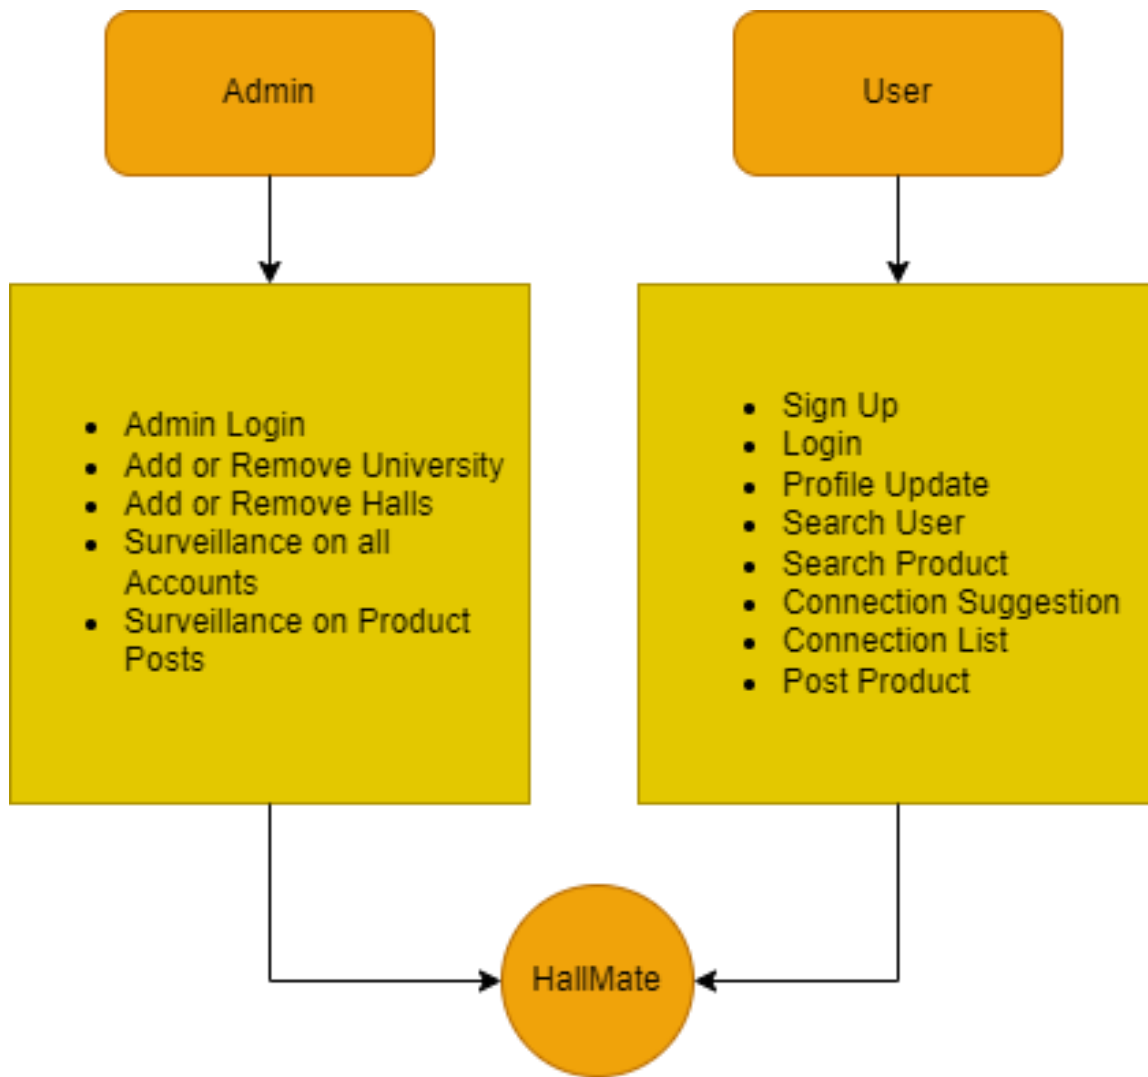 Admin
User
• Admin Login
• Add or Remove University
• Add or Remove Halls
• Surveillance on all
Accounts
• Surveillance on Product
Posts
• Sign Up
• Login
• Profile Update
• Search User
• Search Product
• Connection Suggestion
• Connection List
• Post Product
HallMate